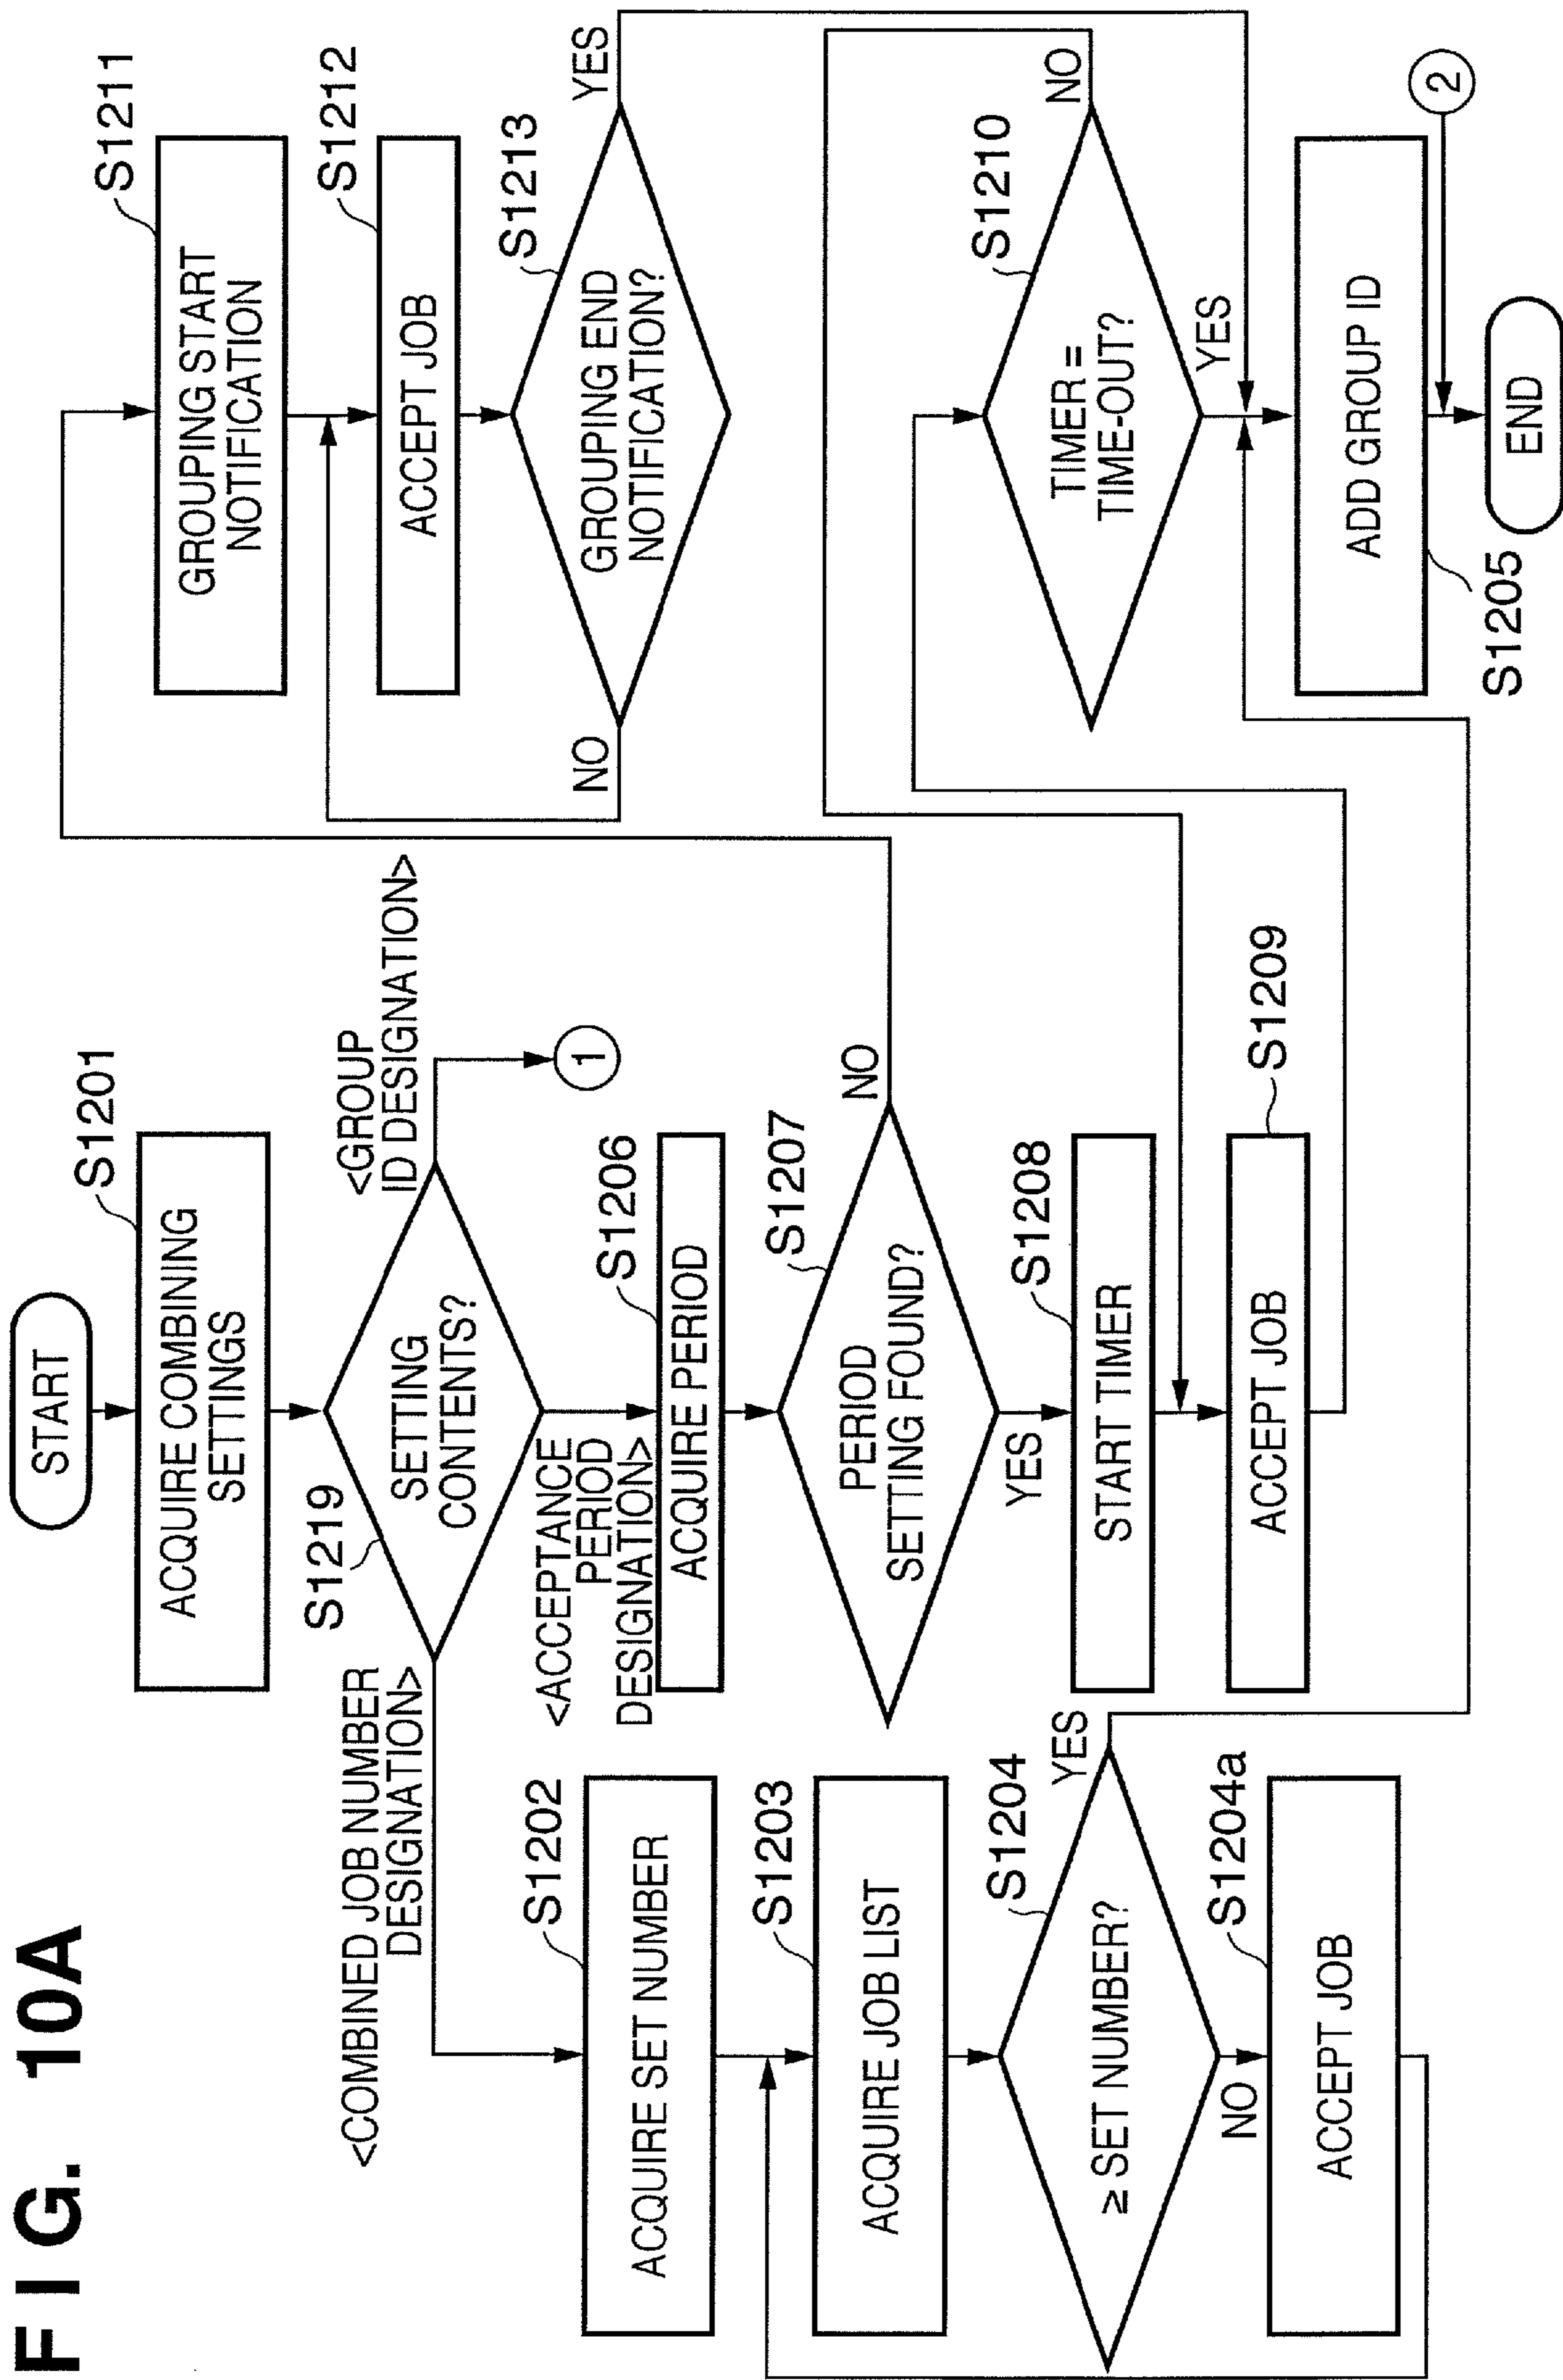 FIG. 10A
START
S1201
ACQUIRE COMBINING
SETTINGS
S1219
SETTING
CONTENTS?
<COMBINED JOB NUMBER
DESIGNATION>
<GROUP
ID DESIGNATION>
1
<ACCEPTANCE
PERIOD
DESIGNATION>
S1202
ACQUIRE SET NUMBER
S1203
ACQUIRE JOB LIST
S1204
≥ SET NUMBER?
YES
NO
S1204a
ACCEPT JOB
S1206
ACQUIRE PERIOD
S1207
PERIOD
SETTING FOUND?
NO
YES
S1208
START TIMER
S1209
ACCEPT JOB
S1211
GROUPING START
NOTIFICATION
S1212
ACCEPT JOB
S1213
GROUPING END
NOTIFICATION?
YES
NO
S1210
TIMER =
TIME-OUT?
NO
YES
ADD GROUP ID
S1205
2
END